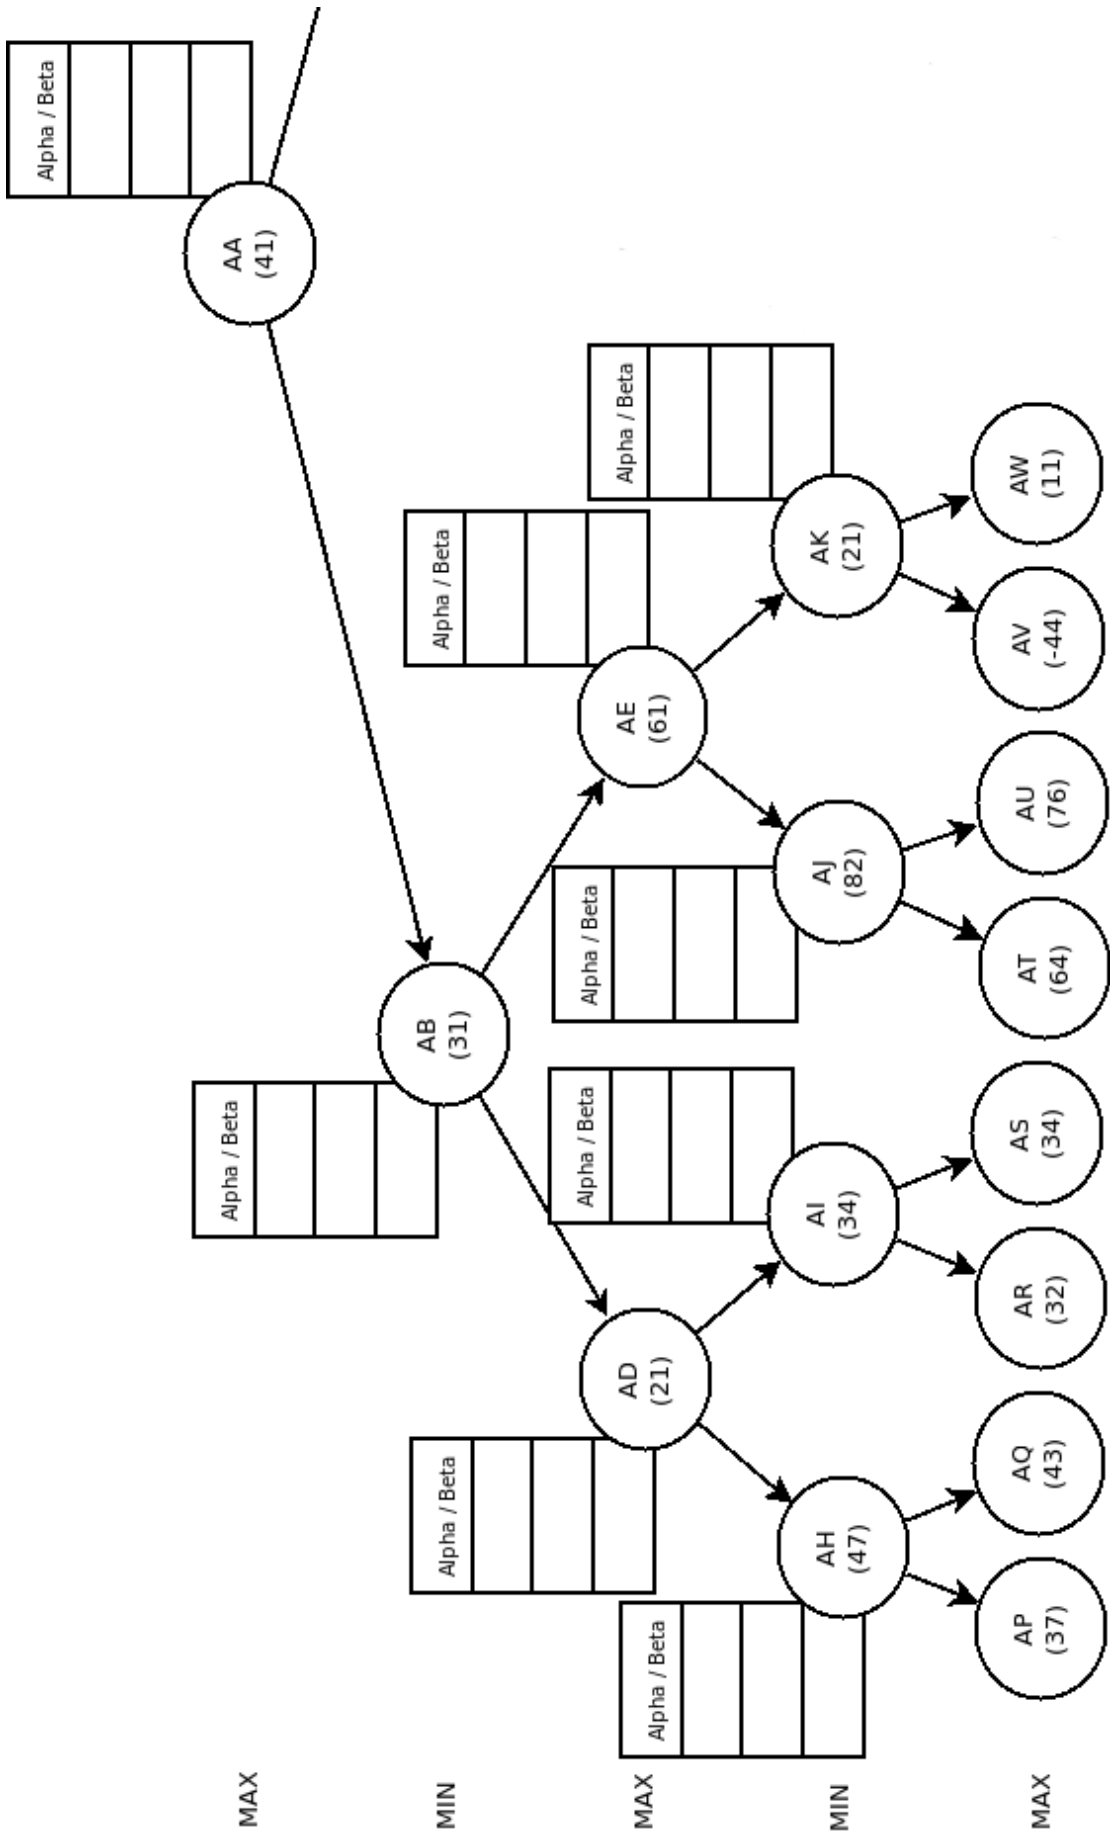 MAX
Alpha / Beta
AA
(41)
MIN
Alpha / Beta
AB
(31)
MAX
Alpha / Beta
AD
(21)
Alpha / Beta
AE
(61)
MIN
Alpha / Beta
AH
(47)
Alpha / Beta
AI
(34)
Alpha / Beta
AJ
(82)
Alpha / Beta
AK
(21)
MAX
AP
(37)
AQ
(43)
AR
(32)
AS
(34)
AT
(64)
AU
(76)
AV
(-44)
AW
(11)